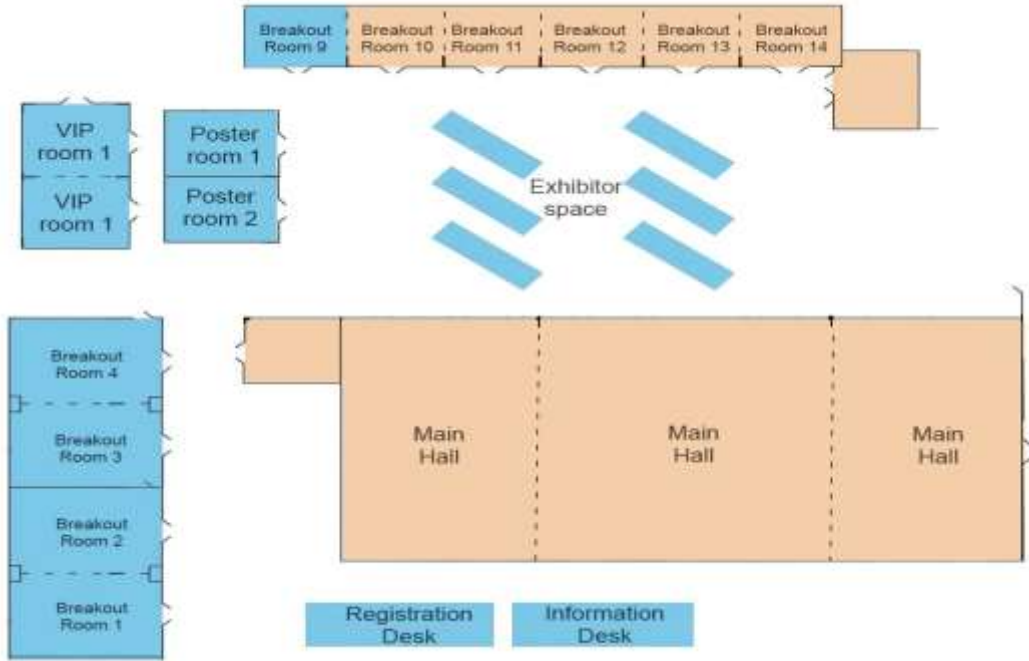 Breakout
Room 9
Breakout
Room 10
Breakout
Room 11
Breakout
Room 12
Breakout
Room 13
Breakout
Room 14
VIP
room 1
Poster
room 1
VIP
room 1
Poster
room 2
Exhibitor
space
Breakout
Room 4
Breakout
Room 3
Breakout
Room 2
Breakout
Room 1
Main
Hall
Main
Hall
Main
Hall
Registration
Desk
Information
Desk